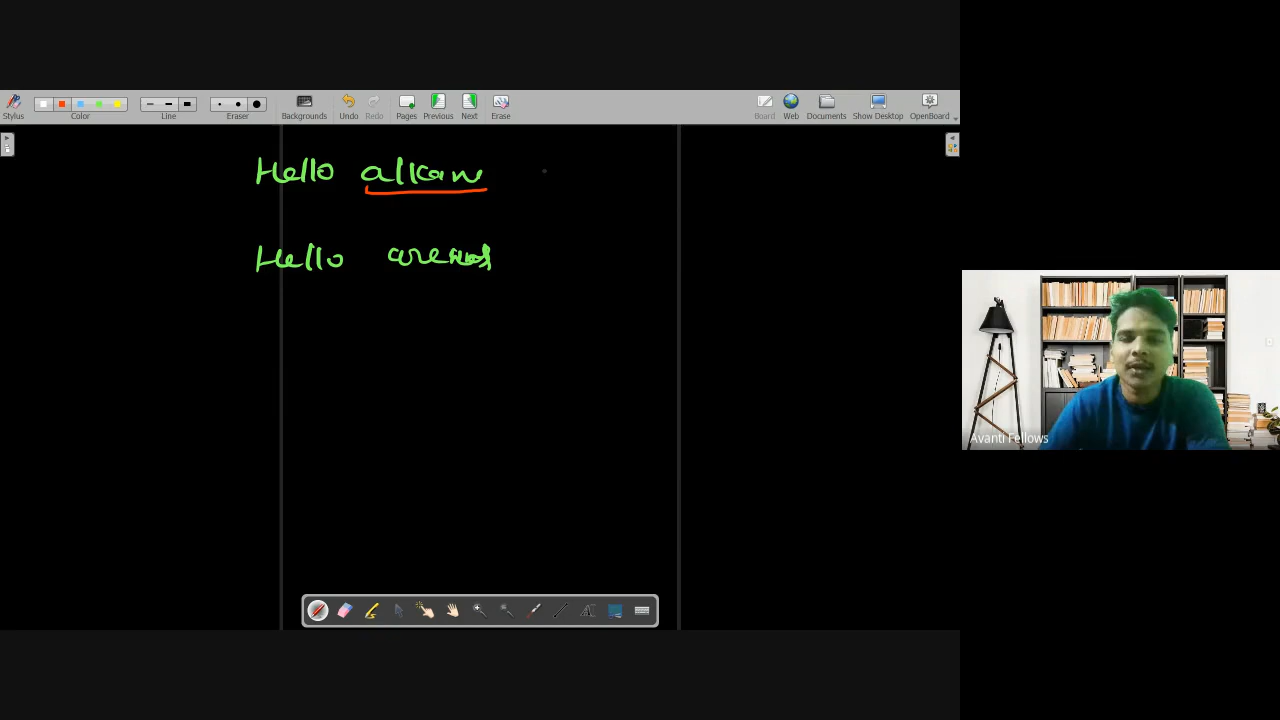 Stylus
Color
Line
Eraser
Backgrounds
Undo
Redo
Pages
Previous
Next
Erase
Board
Web
Documents
Show Desktop
OpenBoard
Hello alkan
Hello
Avanti Fellows